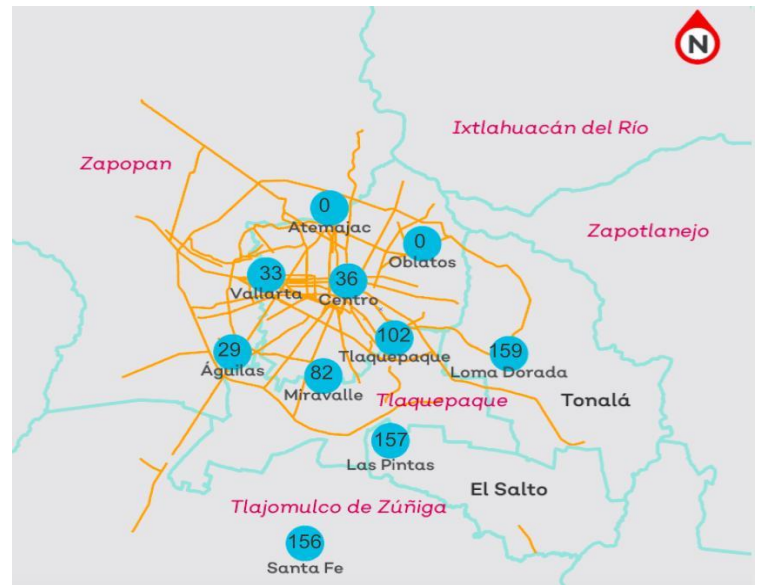 N
Ixtlahuacán del Río
Zapopan
0
Atemajac
Zapotlanejo
0
Oblatos
33
Vallarta
36
Centro
102
Tlaquepaque
29
Águilas
159
Loma Dorada
82
Miravalle
Tlaquepaque
Tonalá
157
Las Pintas
El Salto
Tlajomulco de Zúñiga
156
Santa Fe